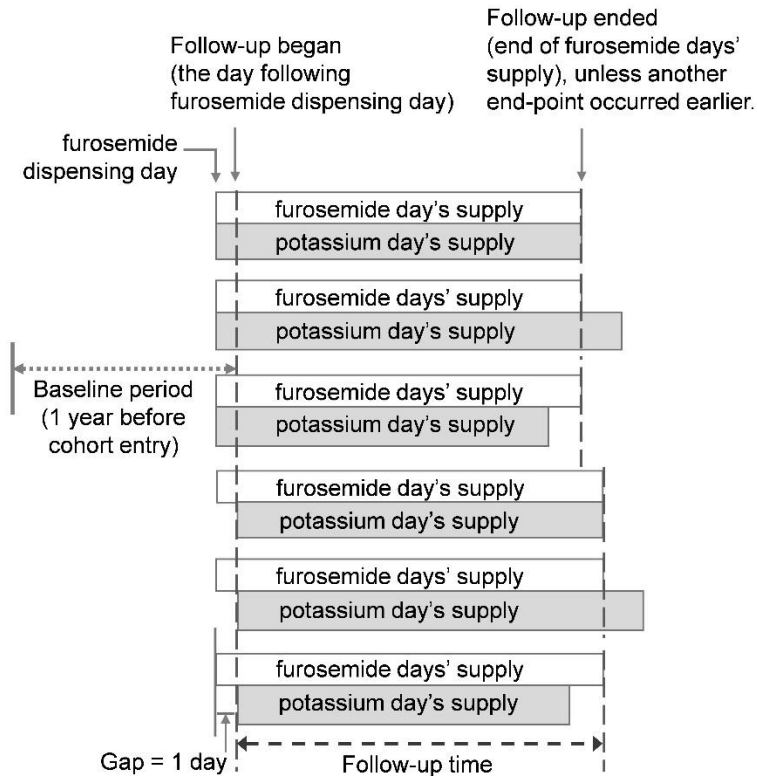 Follow-up began
(the day following
furosemide dispensing day)
Follow-up ended
(end of furosemide days'
supply), unless another
end-point occurred earlier.
furosemide
dispensing day
furosemide day's supply
potassium day's supply
furosemide days' supply
potassium day's supply
Baseline period
(1 year before
cohort entry)
furosemide days' supply
potassium day's supply
furosemide day's supply
potassium day's supply
furosemide days' supply
potassium day's supply
furosemide days' supply
potassium day's supply
Gap = 1 day
Follow-up time